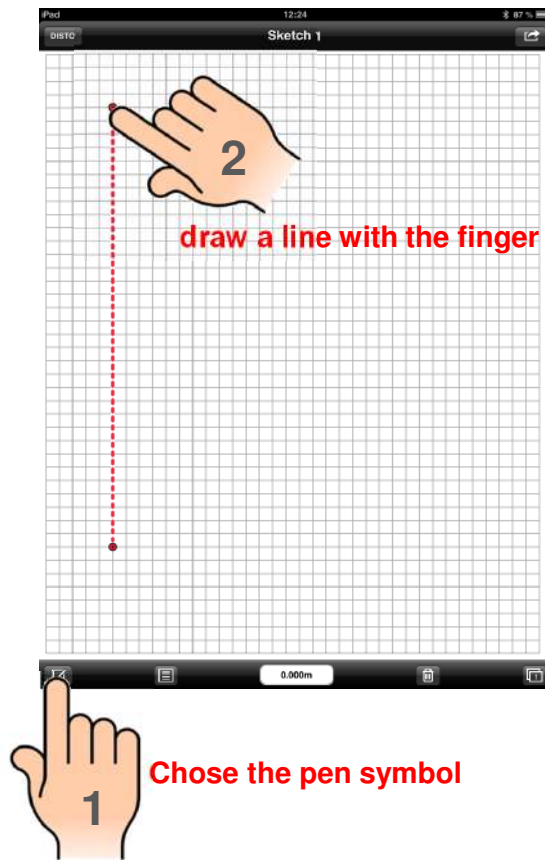 iPad 12:24 87 %
DISTO Sketch 1
2
draw a line with the finger
0.000m
1
Chose the pen symbol